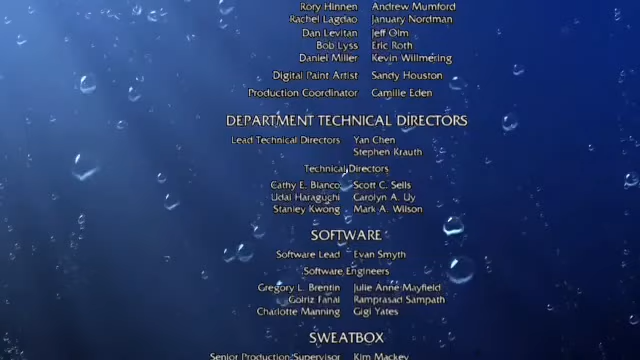 Rory Hinnen Andrew Mumford
Rachel Lagdao January Nordman
Dan Levitan Jeff Olm
Bob Lyss Eric Roth
Daniel Miller Kevin Willmering
Digital Paint Artist Sandy Houston
Production Coordinator Camille Eden
DEPARTMENT TECHNICAL DIRECTORS
Lead Technical Directors Yan Chen
Stephen Krauth
Technical Directors
Cathy E. Blanco Scott C. Sells
Udai Haraguchi Carolyn A. Uy
Stanley Kwong Mark A. Wilson
SOFTWARE
Software Lead Evan Smyth
Software Engineers
Gregory L. Brentin Julie Anne Mayfield
Golriz Fanai Ramprasad Sampath
Charlotte Manning Gigi Yates
SWEATBOX
Senior Production Supervisor Kim Mackey